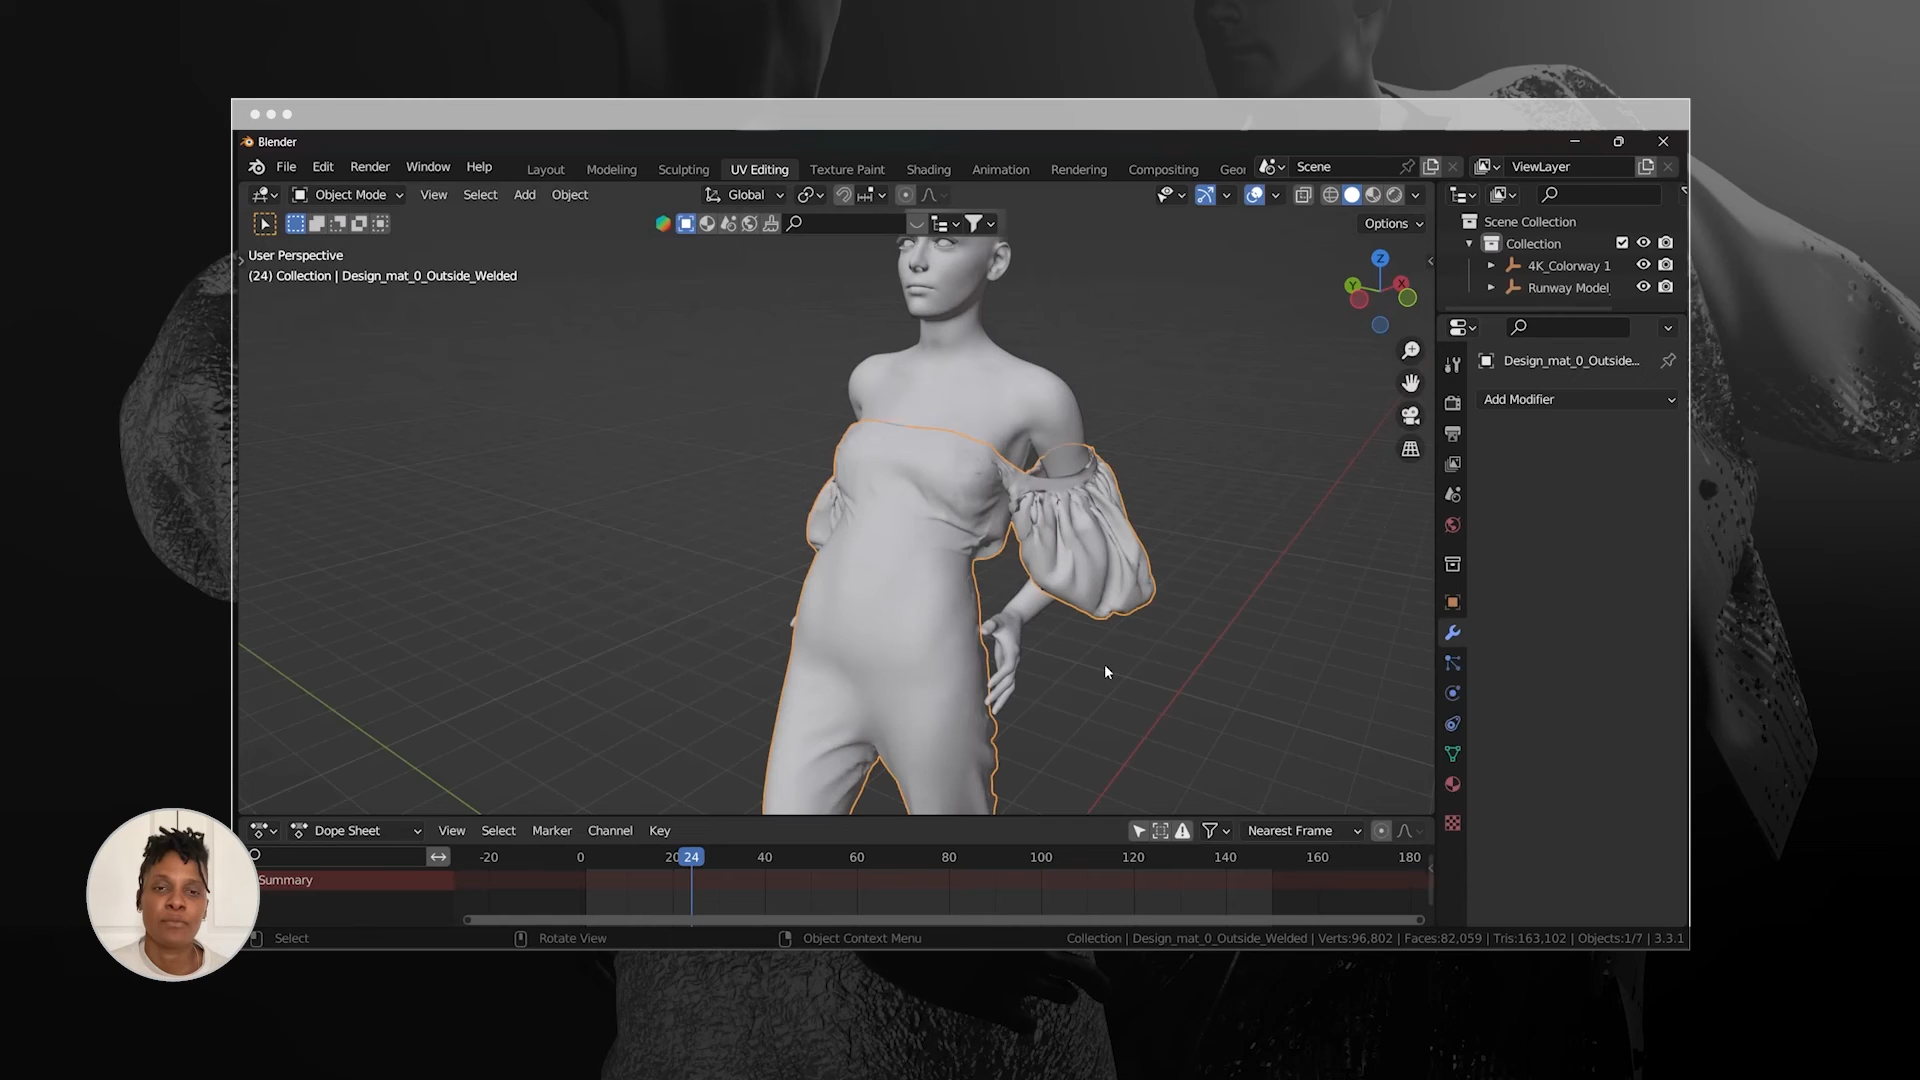 Blender
File Edit Render Window Help Layout Modeling Sculpting UV Editing Texture Paint Shading Animation Rendering Compositing Geor Scene ViewLayer
Object Mode View Select Add Object Global
Options
User Perspective
(24) Collection | Design_mat_0_Outside_Welded
Z
Y X
Scene Collection
Collection
4K_Colorway 1
Runway Model
Design_mat_0_Outside...
Add Modifier
Dope Sheet View Select Marker Channel Key Nearest Frame
-20 0 20 24 40 60 80 100 120 140 160 180
Summary
Select Rotate View Object Context Menu Collection | Design_mat_0_Outside_Welded | Verts:96,802 | Faces:82,059 | Tris:163,102 | Objects:1/7 | 3.3.1